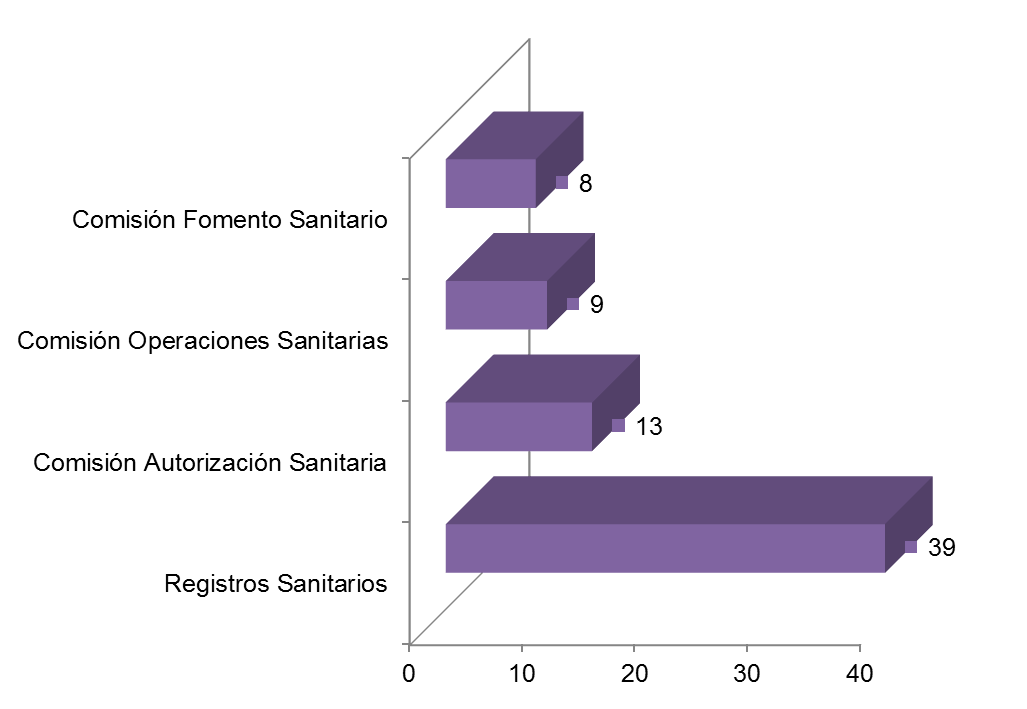 8
Comisión Fomento Sanitario
9
Comisión Operaciones Sanitarias
13
Comisión Autorización Sanitaria
39
Registros Sanitarios
0 10 20 30 40